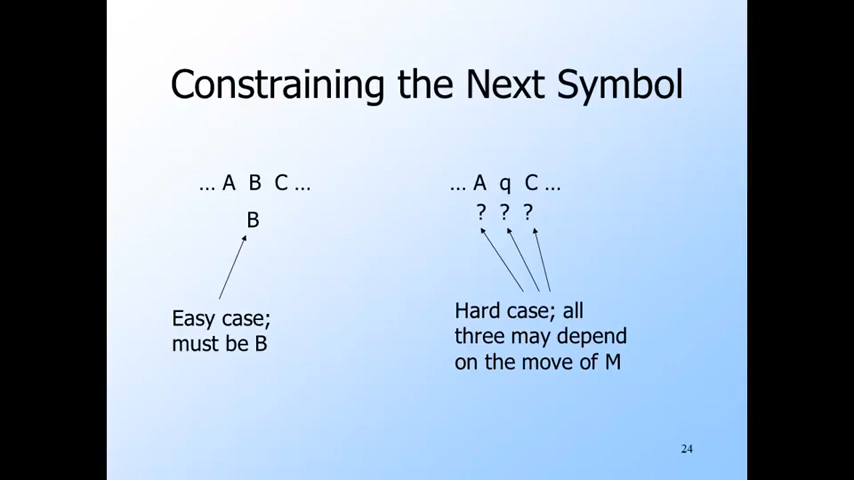 Constraining the Next Symbol
... A B C ...
B
Easy case;
must be B
... A q C ...
? ? ?
Hard case; all
three may depend
on the move of M
24